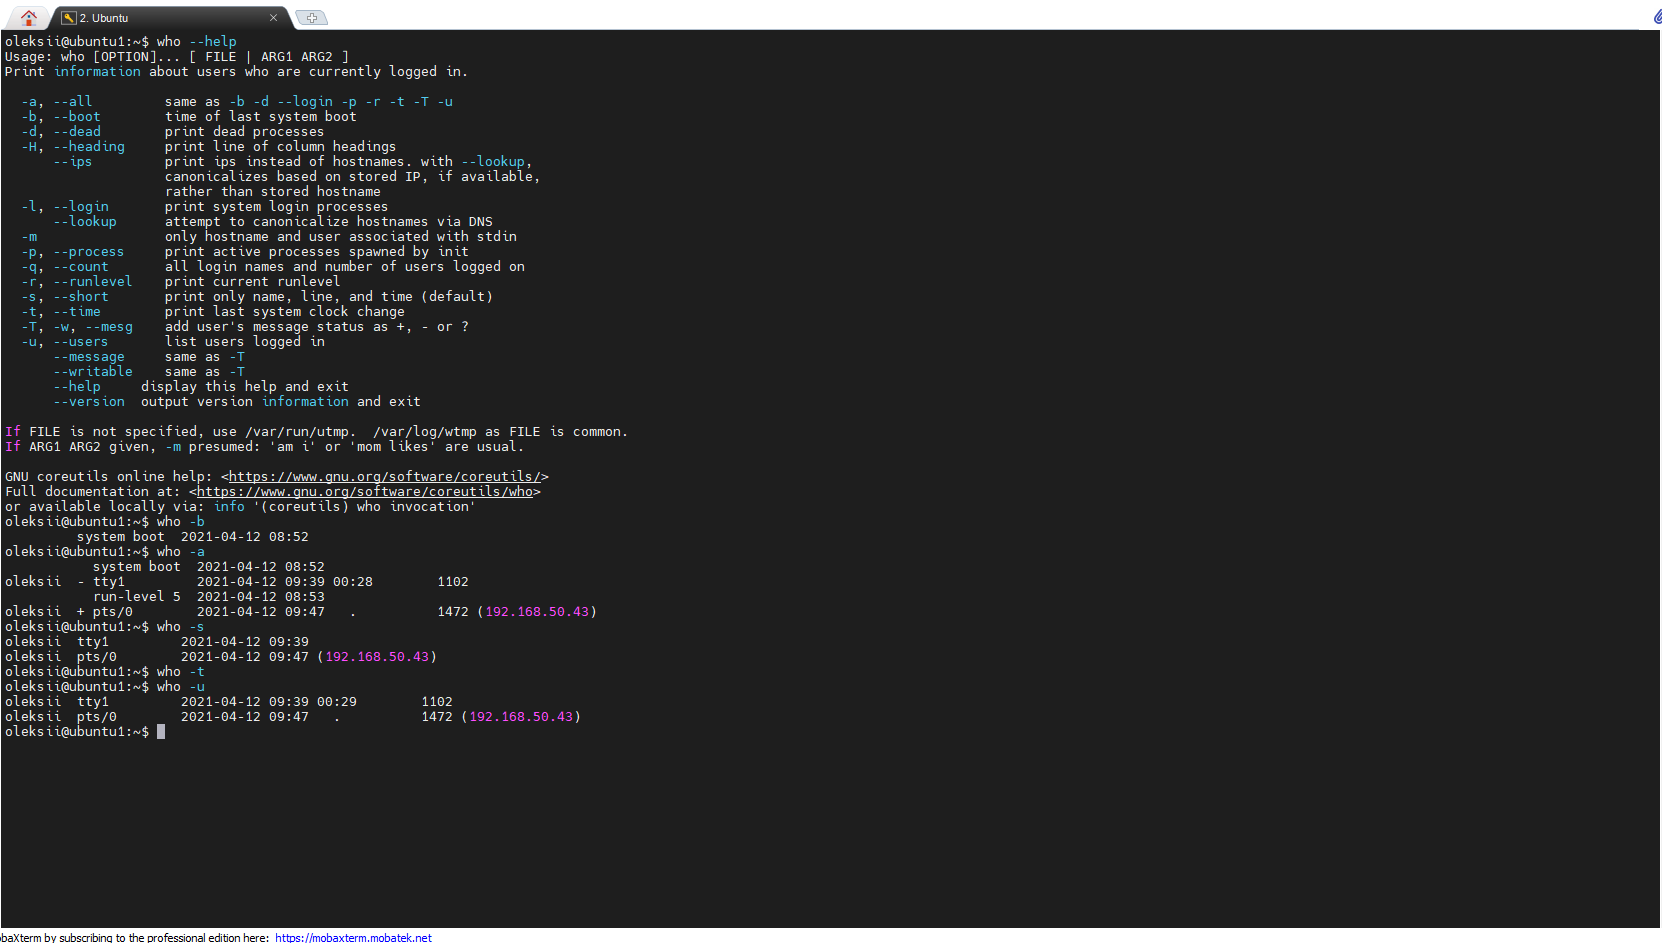 2. Ubuntu
oleksii@ubuntu1:~$ who --help
Usage: who [OPTION]... [ FILE | ARG1 ARG2 ]
Print information about users who are currently logged in.
  -a, --all         same as -b -d --login -p -r -t -T -u
  -b, --boot        time of last system boot
  -d, --dead        print dead processes
  -H, --heading     print line of column headings
      --ips         print ips instead of hostnames. with --lookup,
                    canonicalizes based on stored IP, if available,
                    rather than stored hostname
  -l, --login       print system login processes
      --lookup      attempt to canonicalize hostnames via DNS
  -m                only hostname and user associated with stdin
  -p, --process     print active processes spawned by init
  -q, --count       all login names and number of users logged on
  -r, --runlevel    print current runlevel
  -s, --short       print only name, line, and time (default)
  -t, --time        print last system clock change
  -T, -w, --mesg    add user's message status as +, - or ?
  -u, --users       list users logged in
      --message     same as -T
      --writable    same as -T
      --help     display this help and exit
      --version  output version information and exit
If FILE is not specified, use /var/run/utmp.  /var/log/wtmp as FILE is common.
If ARG1 ARG2 given, -m presumed: 'am i' or 'mom likes' are usual.
GNU coreutils online help: <https://www.gnu.org/software/coreutils/>
Full documentation at: <https://www.gnu.org/software/coreutils/who>
or available locally via: info '(coreutils) who invocation'
oleksii@ubuntu1:~$ who -b
         system boot  2021-04-12 08:52
oleksii@ubuntu1:~$ who -a
           system boot  2021-04-12 08:52
oleksii  - tty1         2021-04-12 09:39 00:28        1102
           run-level 5  2021-04-12 08:53
oleksii  + pts/0        2021-04-12 09:47   .          1472 (192.168.50.43)
oleksii@ubuntu1:~$ who -s
oleksii  tty1         2021-04-12 09:39
oleksii  pts/0        2021-04-12 09:47 (192.168.50.43)
oleksii@ubuntu1:~$ who -t
oleksii@ubuntu1:~$ who -u
oleksii  tty1         2021-04-12 09:39 00:29        1102
oleksii  pts/0        2021-04-12 09:47   .          1472 (192.168.50.43)
oleksii@ubuntu1:~$
baXterm by subscribing to the professional edition here:  https://mobaxterm.mobatek.net